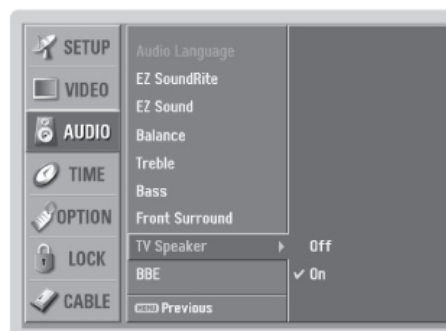 SETUP
VIDEO
AUDIO
TIME
OPTION
LOCK
CABLE
Audio Language
EZ SoundRite
EZ Sound
Balance
Treble
Bass
Front Surround
TV Speaker
BBE
MENU Previous
Off
On